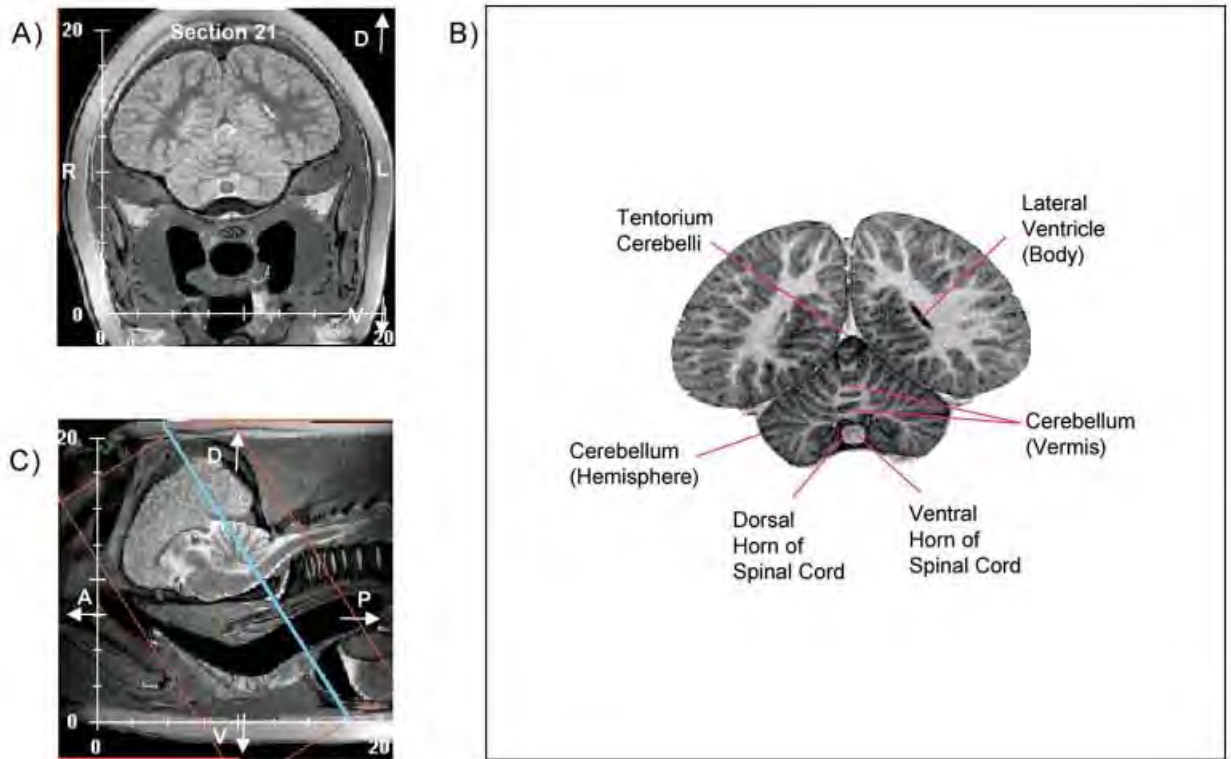 A)
20
Section 21
D
R
L
0
V
0
20
B)
Tentorium
Cerebelli
Lateral
Ventricle
(Body)
Cerebellum
(Hemisphere)
Cerebellum
(Vermis)
Dorsal
Horn of
Spinal Cord
Ventral
Horn of
Spinal Cord
C)
20
D
A
P
0
V
0
20